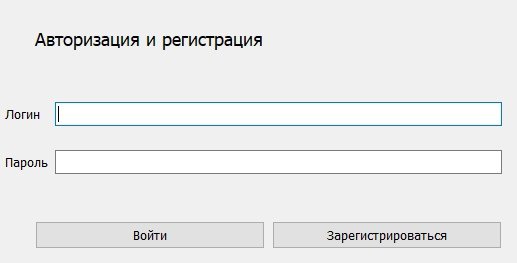 Авторизация и регистрация
Логин
Пароль
Войти Зарегистрироваться